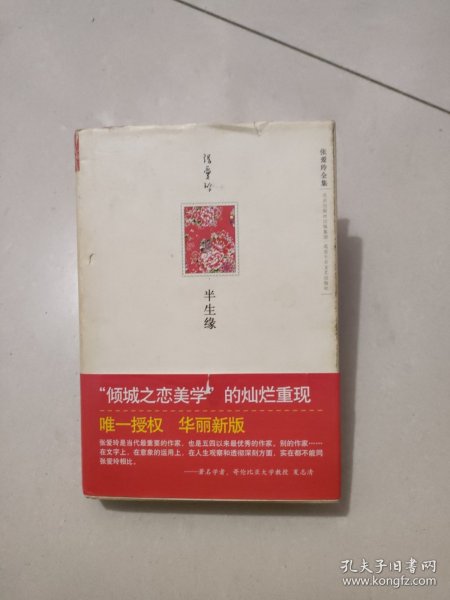 张爱玲
半生缘
张爱玲全集
“倾城之恋美学”的灿烂重现
唯一授权 华丽新版
张爱玲是当代最重要的作家，也是五四以来最优秀的作家。别的作家……
在文字上，在意象的运用上，在人生观察和透彻深刻方面，实在都不能同
张爱玲相比。
——著名学者，哥伦比亚大学教授 夏志清
孔夫子旧书网
www.kongfz.com